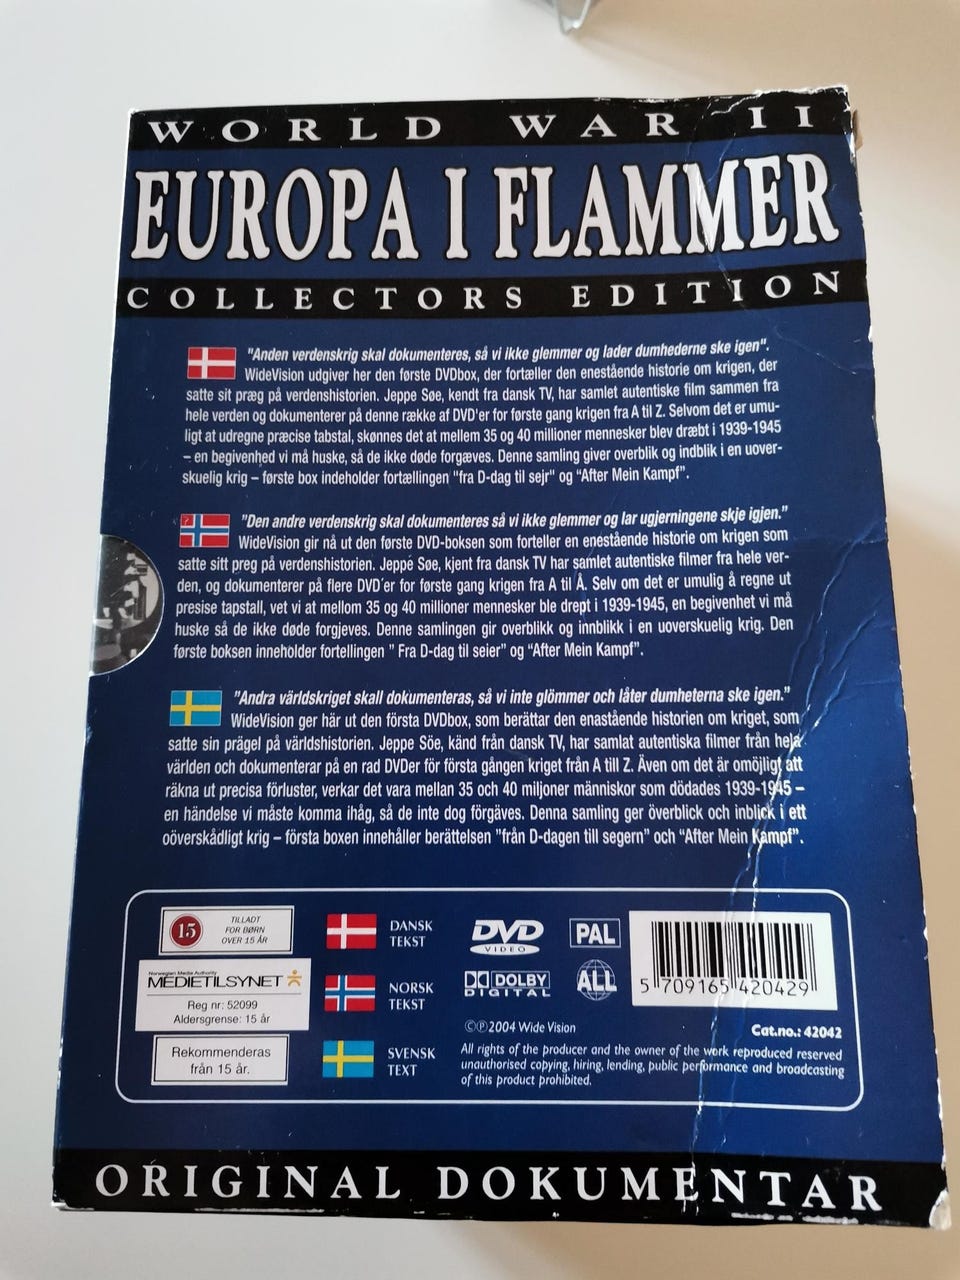 WORLD WAR II
EUROPA I FLAMMER
COLLECTORS EDITION
"Anden verdenskrig skal dokumenteres, så vi ikke glemmer og lader dumhederne ske igen".
WideVision udgiver her den første DVDbox, der fortæller den enestående historie om krigen, der
satte sit præg på verdenshistorien. Jeppe Søe, kendt fra dansk TV, har samlet autentiske film sammen fra
hele verden og dokumenterer på denne række af DVD'er for første gang krigen fra A til Z. Selvom det er umu-
ligt at udregne præcise tabstal, skønnes det at mellem 35 og 40 millioner mennesker blev dræbt i 1939-1945
– en begivenhed vi må huske, så de ikke døde forgæves. Denne samling giver overblik og indblik i en uover-
skuelig krig – første box indeholder fortællingen "fra D-dag til sejr" og “After Mein Kampf”.
"Den andre verdenskrig skal dokumenteres så vi ikke glemmer og lar ugjerningene skje igjen.”
WideVision gir nå ut den første DVD-boksen som forteller en enestående historie om krigen som
satte sitt preg på verdenshistorien. Jeppé Søe, kjent fra dansk TV har samlet autentiske filmer fra hele ver-
den, og dokumenterer på flere DVD´er for første gang krigen fra A til Å. Selv om det er umulig å regne ut
presise tapstall, vet vi at mellom 35 og 40 millioner mennesker ble drept i 1939-1945, en begivenhet vi må
huske så de ikke døde forgjeves. Denne samlingen gir overblikk og innblikk i en uoverskuelig krig. Den
første boksen inneholder fortellingen ” Fra D-dag til seier” og “After Mein Kampf”.
"Andra världskriget skall dokumenteras, så vi inte glömmer och låter dumheterna ske igen.”
WideVision ger här ut den första DVDbox, som berättar den enastående historien om kriget, som
satte sin prägel på världshistorien. Jeppe Söe, känd från dansk TV, har samlat autentiska filmer från hela
världen och dokumenterar på en rad DVDer för första gången kriget från A till Z. Även om det är omöjligt att
räkna ut precisa förluster, verkar det vara mellan 35 och 40 miljoner människor som dödades 1939-1945 –
en händelse vi måste komma ihåg, så de inte dog förgäves. Denna samling ger överblick och inblick i ett
oöverskådligt krig – första boxen innehåller berättelsen ”från D-dagen till segern” och “After Mein Kampf”.
15
TILLADT
FOR BØRN
OVER 15 ÅR
Norwegian Media Authority
MEDIETILSYNET
Reg nr: 52099
Aldersgrense: 15 år
Rekommenderas
från 15 år.
DANSK
TEKST
NORSK
TEKST
SVENSK
TEXT
DVD
VIDEO
PAL
DOLBY
DIGITAL
ALL
5 709165 420429
©℗2004 Wide Vision
Cat.no.: 42042
All rights of the producer and the owner of the work reproduced reserved
unauthorised copying, hiring, lending, public performance and broadcasting
of this product prohibited.
ORIGINAL DOKUMENTAR